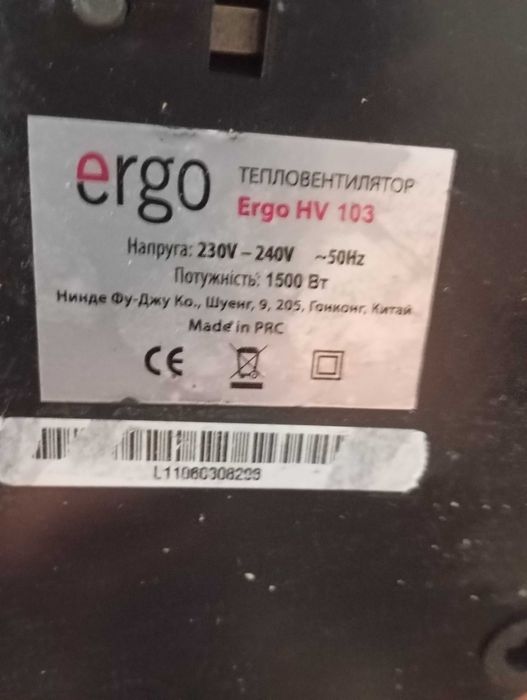 ergo
ТЕПЛОВЕНТИЛЯТОР
Ergo HV 103
Напруга: 230V – 240V ~50Hz
Потужність: 1500 Вт
Нинде Фу-Джу Ко., Шуенг, 9, 205, Гонконг, Китай
Made in PRC
CE